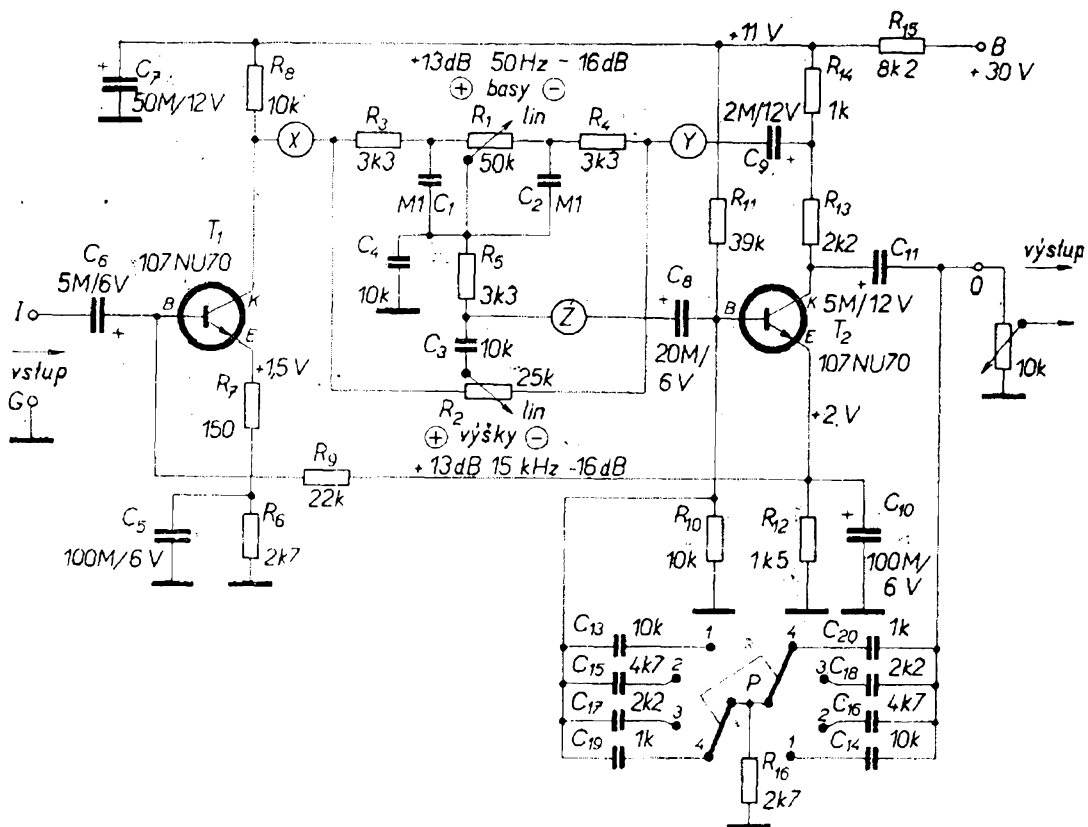 +11 V
R15
8k2
B
+30 V
C7
50M/12V
R8
10k
+13dB 50Hz -16dB
+ basy -
R14
1k
2M/12V
C9
X
R3
3k3
R1
50k
lin
R4
3k3
Y
M1 C1
C2 M1
R11
39k
R13
2k2
C4
10k
R5
3k3
T1
107NU70
C6
5M/6V
I
B
K
E
Z
C8
20M/
6V
B
K
E
T2
107NU70
C11
5M/12V
O
výstup
10k
vstup
G
+1,5V
R7
150
C3 10k
25k
R2 lin
+ výšky -
+13dB 15 kHz -16dB
+2 V
R9
22k
C5
100M/6V
R6
2k7
R10
10k
R12
1k5
C10
100M/
6V
C13 10k 1
C15 4k7 2
C17 2k2 3
C19 1k 4
P
R16
2k7
4 C20 1k
3 C18 2k2
2 C16 4k7
1 C14 10k